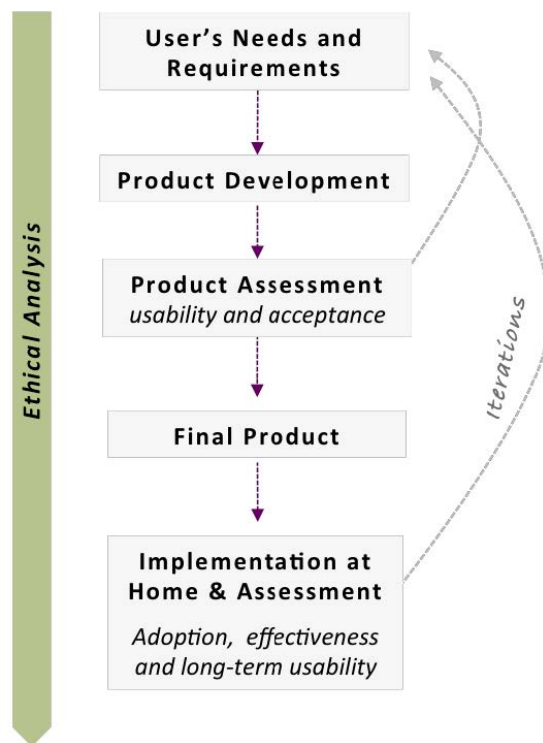 Ethical Analysis
User's Needs and
Requirements
Product Development
Product Assessment
usability and acceptance
Iterations
Final Product
Implementation at
Home & Assessment
Adoption, effectiveness
and long-term usability